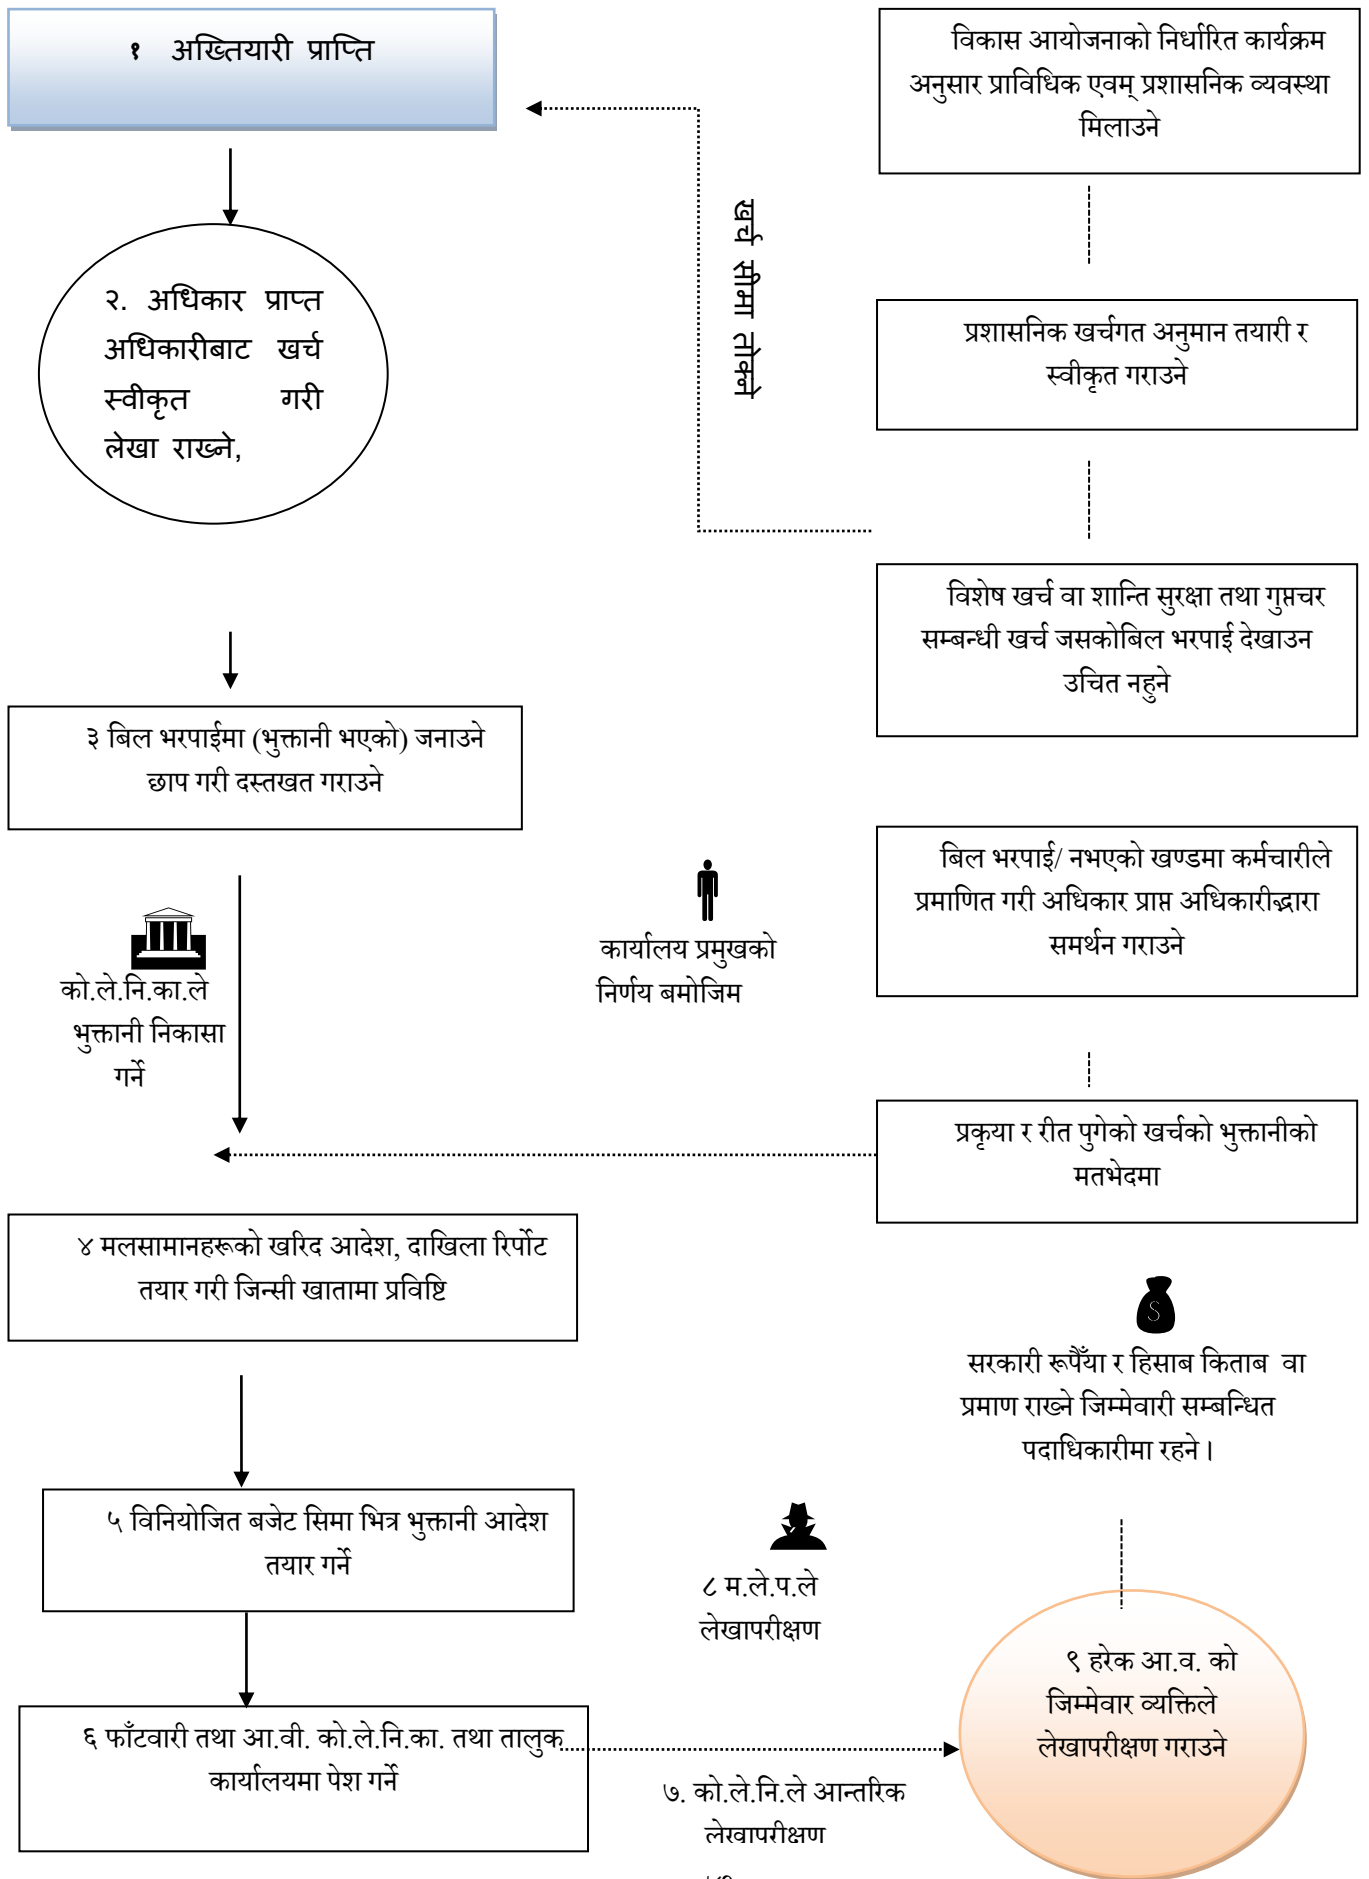 १ अख्तियारी प्राप्ति
२. अधिकार प्राप्त
अधिकारीबाट खर्च
स्वीकृत गरी
लेखा राख्ने,
३ बिल भरपाईमा (भुक्तानी भएको) जनाउने
छाप गरी दस्तखत गराउने
को.ले.नि.का.ले
भुक्तानी निकासा
गर्ने
४ मलसामानहरूको खरिद आदेश, दाखिला रिर्पोट
तयार गरी जिन्सी खातामा प्रविष्टि
५ विनियोजित बजेट सिमा भित्र भुक्तानी आदेश
तयार गर्ने
६ फाँटवारी तथा आ.वी. को.ले.नि.का. तथा तालुक
कार्यालयमा पेश गर्ने
खर्च सीमा तोक्ने
कार्यालय प्रमुखको
निर्णय बमोजिम
८ म.ले.प.ले
लेखापरीक्षण
७. को.ले.नि.ले आन्तरिक
लेखापरीक्षण
विकास आयोजनाको निर्धारित कार्यक्रम
अनुसार प्राविधिक एवम् प्रशासनिक व्यवस्था
मिलाउने
प्रशासनिक खर्चगत अनुमान तयारी र
स्वीकृत गराउने
विशेष खर्च वा शान्ति सुरक्षा तथा गुप्तचर
सम्बन्धी खर्च जसकोबिल भरपाई देखाउन
उचित नहुने
बिल भरपाई/ नभएको खण्डमा कर्मचारीले
प्रमाणित गरी अधिकार प्राप्त अधिकारीद्भारा
समर्थन गराउने
प्रकृया र रीत पुगेको खर्चको भुक्तानीको
मतभेदमा
सरकारी रूपैँया र हिसाब किताब वा
प्रमाण राख्ने जिम्मेवारी सम्बन्धित
पदाधिकारीमा रहने ।
९ हरेक आ.व. को
जिम्मेवार व्यक्तिले
लेखापरीक्षण गराउने